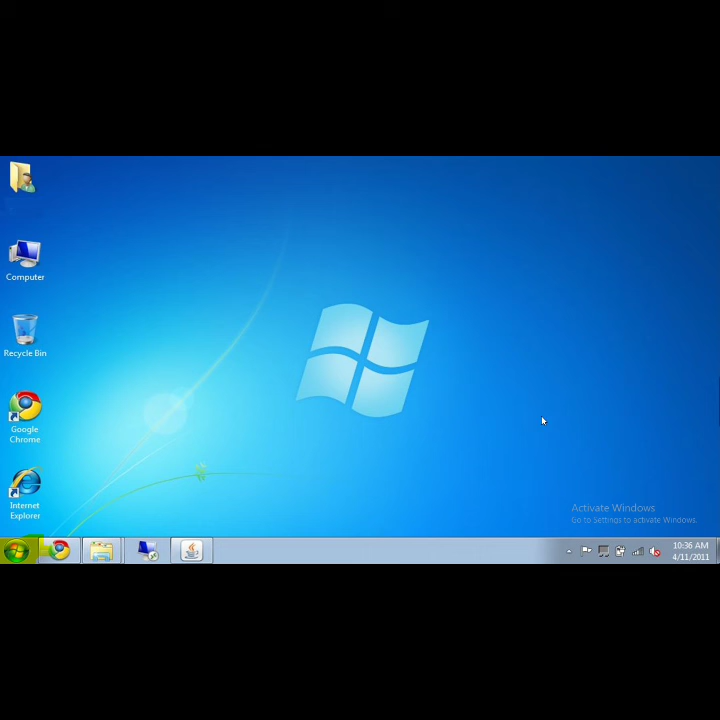 Computer
Recycle Bin
Google
Chrome
Internet
Explorer
Activate Windows
Go to Settings to activate Windows.
10:36 AM
4/11/2011